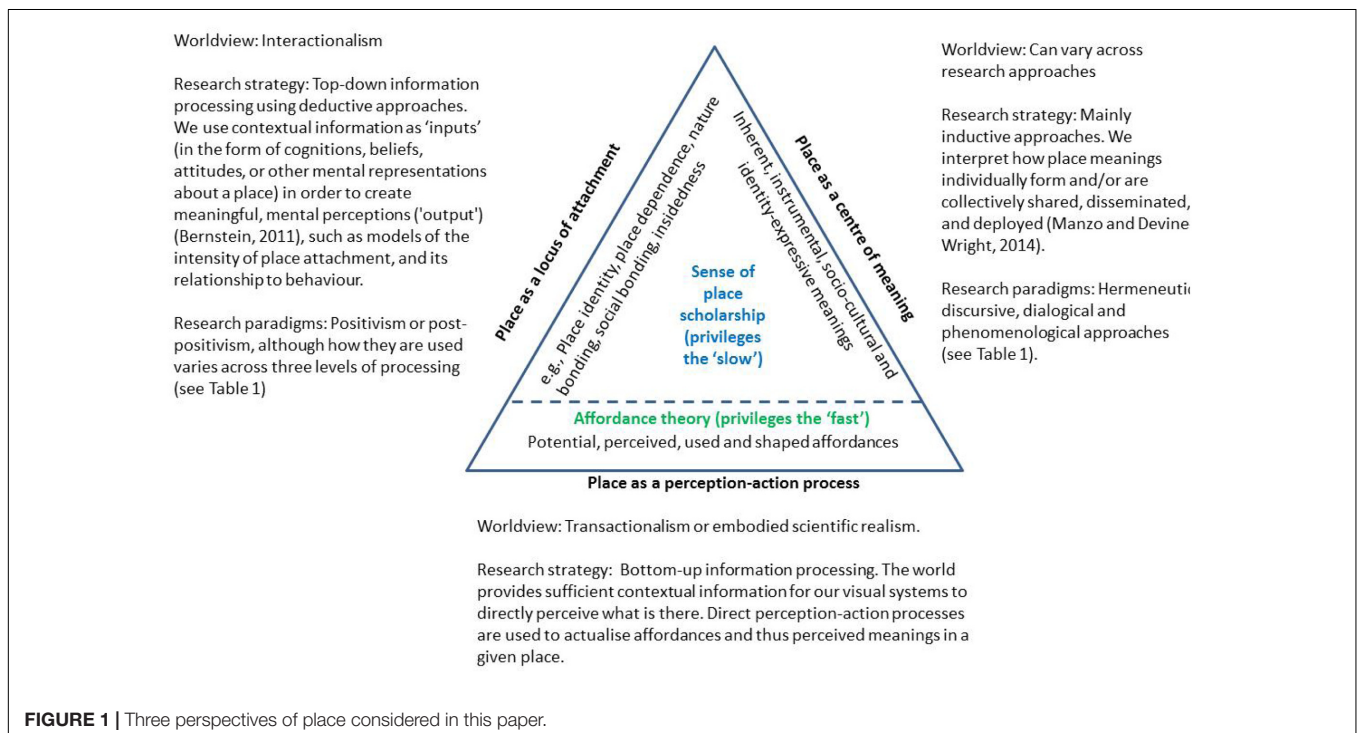 Worldview: Interactionalism
Research strategy: Top-down information
processing using deductive approaches.
We use contextual information as ‘inputs’
(in the form of cognitions, beliefs,
attitudes, or other mental representations
about a place) in order to create
meaningful, mental perceptions ('output')
(Bernstein, 2011), such as models of the
intensity of place attachment, and its
relationship to behaviour.
Research paradigms: Positivism or post-
positivism, although how they are used
varies across three levels of processing
(see Table 1)
Place as a locus of attachment
e.g., Place identity, place dependence, nature
bonding, social bonding, insidedness
Sense of
place
scholarship
(privileges
the ‘slow’)
Inherent, instrumental, socio-cultural and
identity-expressive meanings
Place as a centre of meaning
Worldview: Can vary across
research approaches
Research strategy: Mainly
inductive approaches. We
interpret how place meanings
individually form and/or are
collectively shared, disseminated,
and deployed (Manzo and Devine
Wright, 2014).
Research paradigms: Hermeneutic
discursive, dialogical and
phenomenological approaches
(see Table 1).
Affordance theory (privileges the ‘fast’)
Potential, perceived, used and shaped affordances
Place as a perception-action process
Worldview: Transactionalism or embodied scientific realism.
Research strategy: Bottom-up information processing. The world
provides sufficient contextual information for our visual systems to
directly perceive what is there. Direct perception-action processes
are used to actualise affordances and thus perceived meanings in a
given place.
FIGURE 1 | Three perspectives of place considered in this paper.